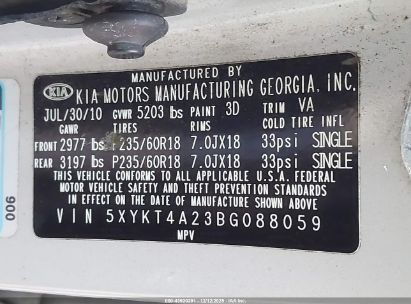 MANUFACTURED BY
KIA KIA MOTORS MANUFACTURING GEORGIA, INC.
JUL/30/10 GVWR 5203 lbs PAINT 3D TRIM VA
GAWR TIRES RIMS COLD TIRE INFL
FRONT 2977 lbs P235/60R18 7.0JX18 33psi SINGLE
REAR 3197 lbs P235/60R18 7.0JX18 33psi SINGLE
THIS VEHICLE CONFORMS TO ALL APPLICABLE U.S.A. FEDERAL
MOTOR VEHICLE SAFETY AND THEFT PREVENTION STANDARDS
IN EFFECT ON THE DATE OF MANUFACTURE SHOWN ABOVE
VIN 5XYKT4A23BG088059
MPV
900